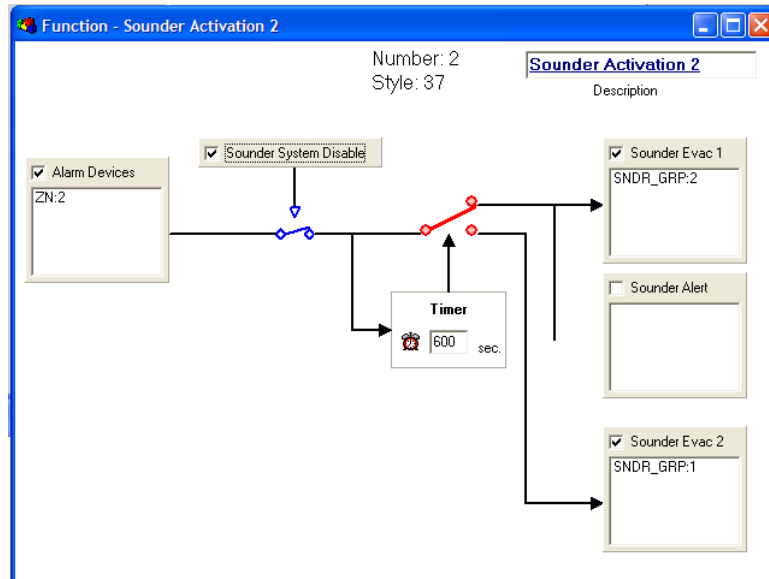 Function - Sounder Activation 2
Number: 2
Style: 37
Sounder Activation 2
Description
Sounder System Disable
Alarm Devices
ZN:2
Sounder Evac 1
SNDR_GRP:2
Sounder Alert
Timer
600 sec.
Sounder Evac 2
SNDR_GRP:1